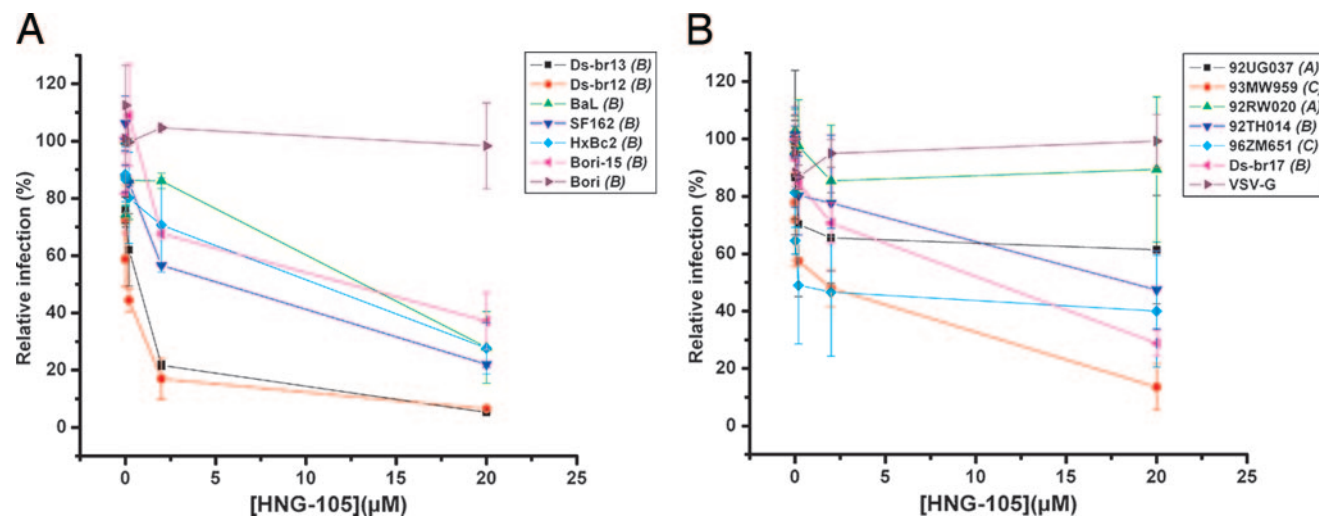 A
Relative infection (%)
120
100
80
60
40
20
0
0
5
10
15
20
25
[HNG-105](µM)
Ds-br13 (B)
Ds-br12 (B)
BaL (B)
SF162 (B)
HxBc2 (B)
Bori-15 (B)
Bori (B)
B
Relative infection (%)
120
100
80
60
40
20
0
0
5
10
15
20
25
[HNG-105](µM)
92UG037 (A)
93MW959 (C)
92RW020 (A)
92TH014 (B)
96ZM651 (C)
Ds-br17 (B)
VSV-G